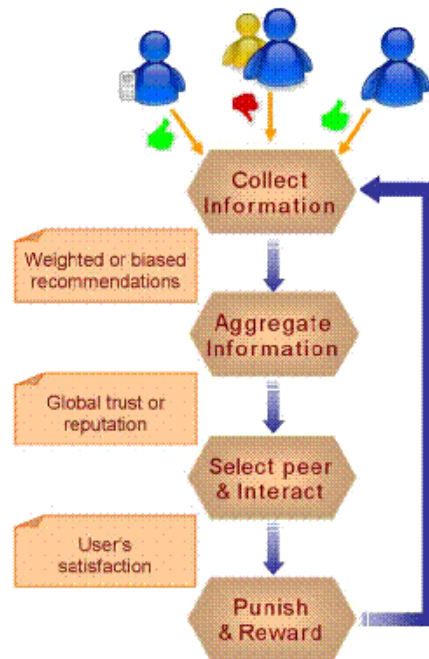 Collect
Information
Weighted or biased
recommendations
Aggregate
Information
Global trust or
reputation
Select peer
& Interact
User's
satisfaction
Punish
& Reward